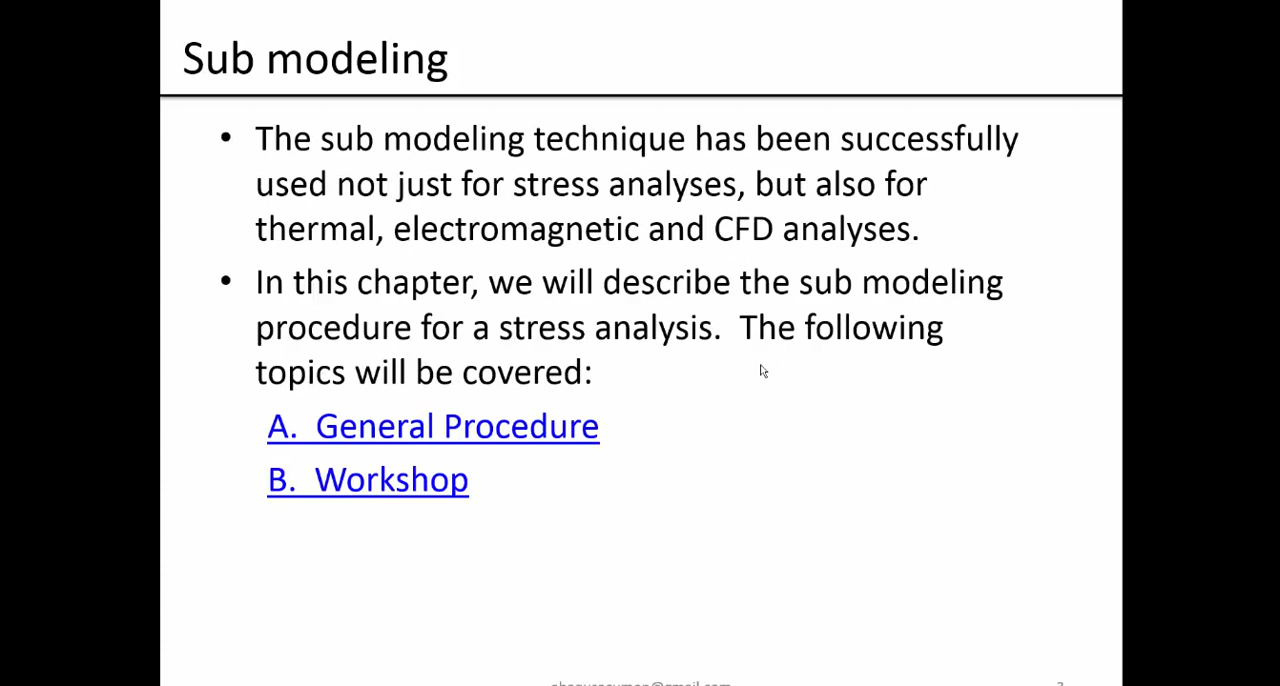 Sub modeling
• The sub modeling technique has been successfully
used not just for stress analyses, but also for
thermal, electromagnetic and CFD analyses.
• In this chapter, we will describe the sub modeling
procedure for a stress analysis.  The following
topics will be covered:
A.  General Procedure
B.  Workshop